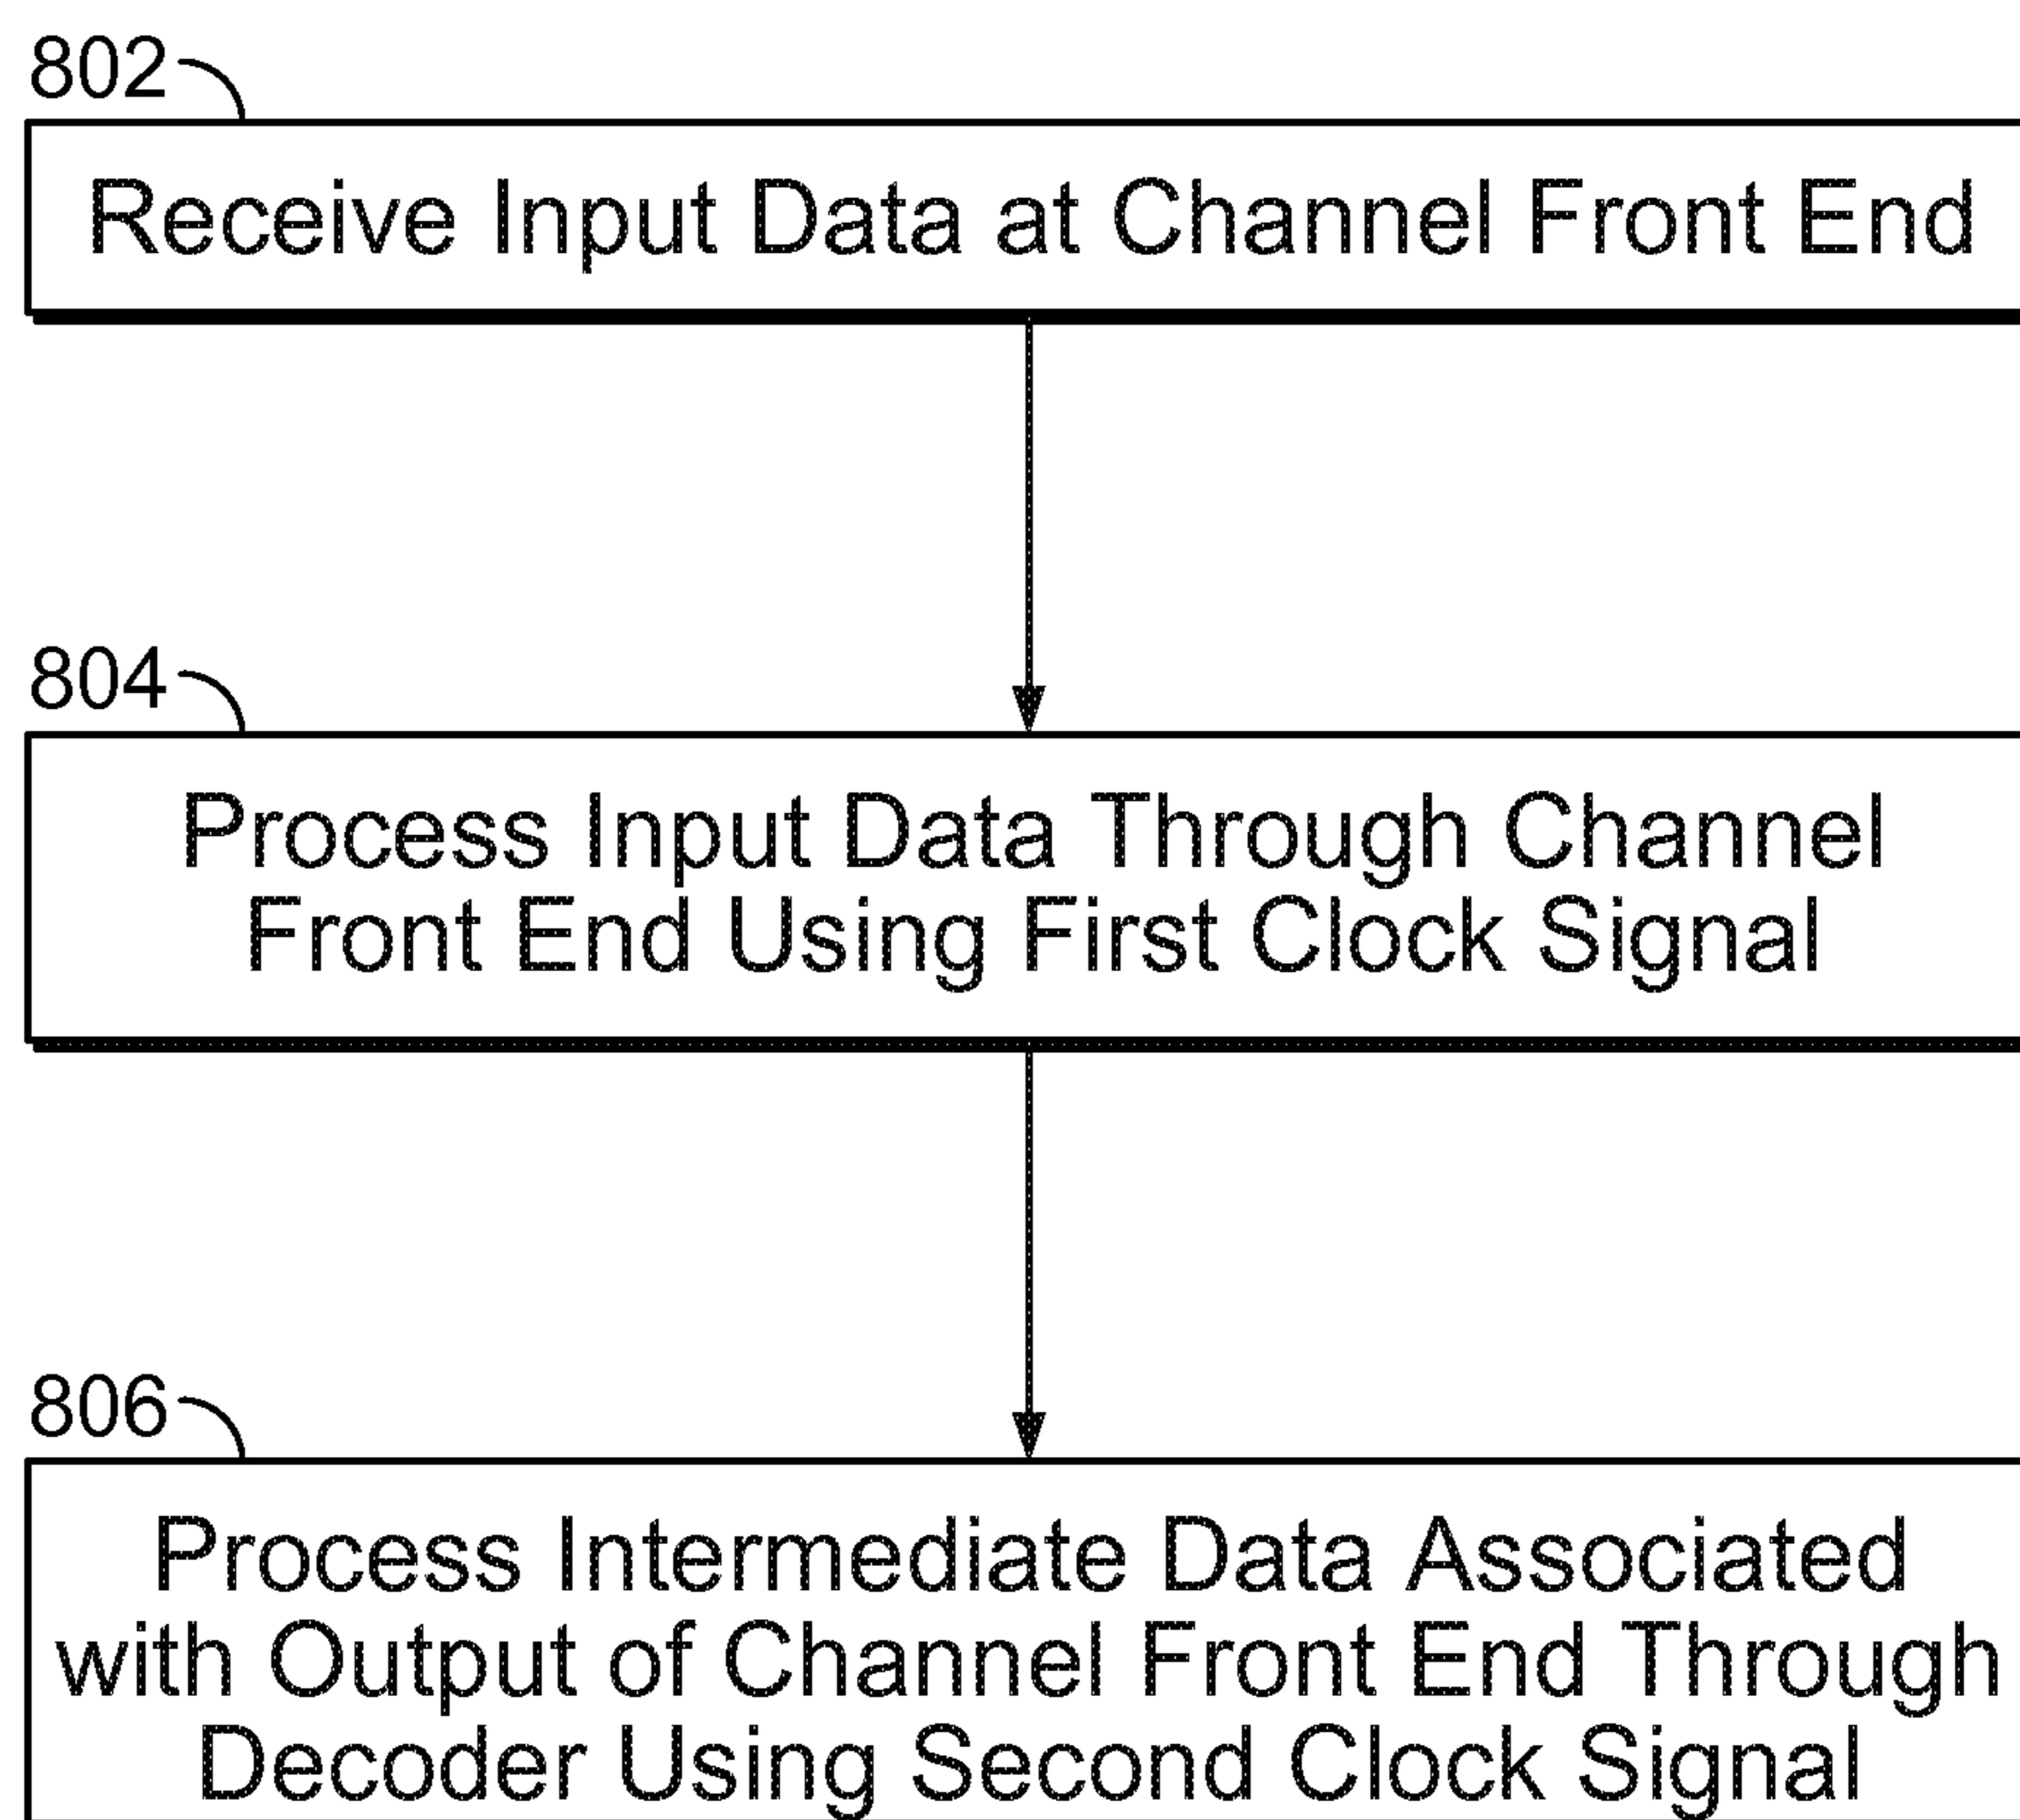 802
Receive Input Data at Channel Front End
804
Process Input Data Through Channel
Front End Using First Clock Signal
806
Process Intermediate Data Associated
with Output of Channel Front End Through
Decoder Using Second Clock Signal